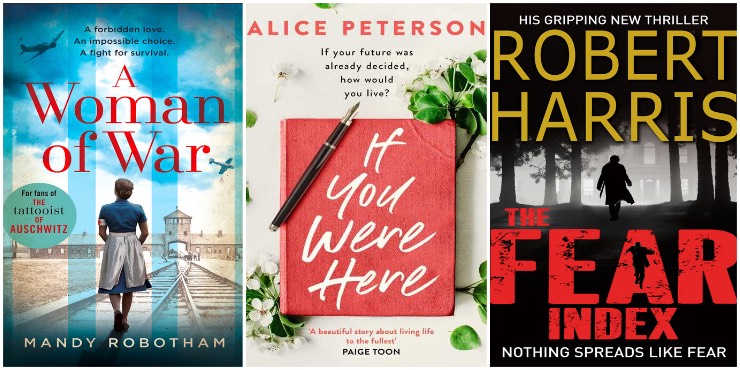 A forbidden love.
An impossible choice.
A fight for survival.
A
Woman
of War
For fans of
THE
tattooist
OF
AUSCHWITZ
MANDY ROBOTHAM
ALICE PETERSON
If your future was
already decided,
how would
you live?
If
You
Were
Here
'A beautiful story about living life
to the fullest'
PAIGE TOON
HIS GRIPPING NEW THRILLER
ROBERT
HARRIS
THE
FEAR
INDEX
NOTHING SPREADS LIKE FEAR